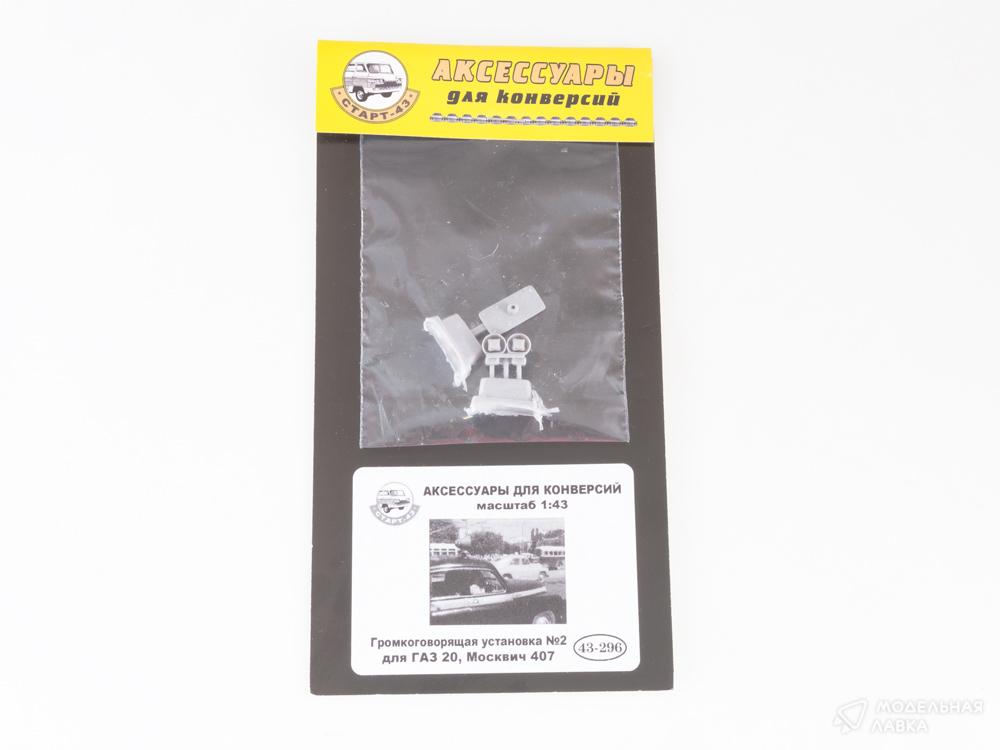 АКСЕССУАРЫ
для конверсий
СТАРТ-43
АКСЕССУАРЫ ДЛЯ КОНВЕРСИЙ
масштаб 1:43
СТАРТ-43
Громкоговорящая установка №2
для ГАЗ 20, Москвич 407
43-296
МОДЕЛЬНАЯ
ЛАВКА